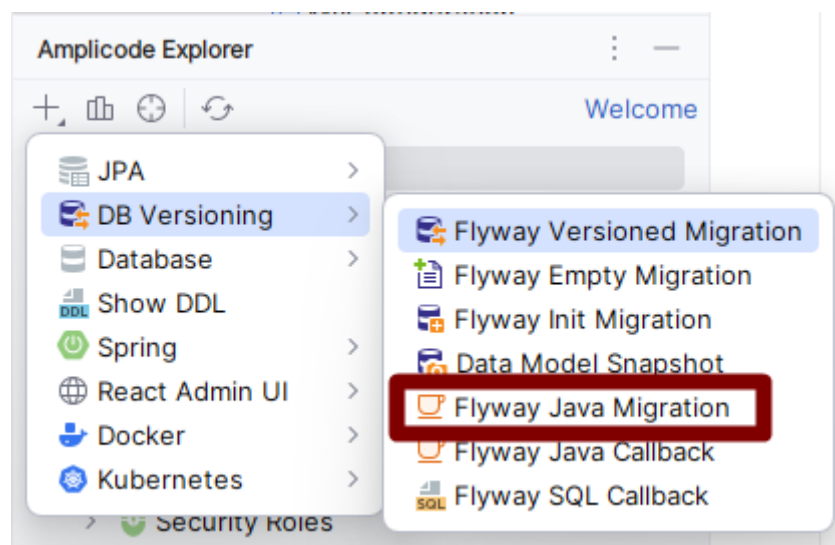 Amplicode Explorer
Welcome
JPA
DB Versioning
Database
DDL Show DDL
Spring
React Admin UI
Docker
Kubernetes
Security Roles
Flyway Versioned Migration
Flyway Empty Migration
Flyway Init Migration
Data Model Snapshot
Flyway Java Migration
Flyway Java Callback
SQL Flyway SQL Callback